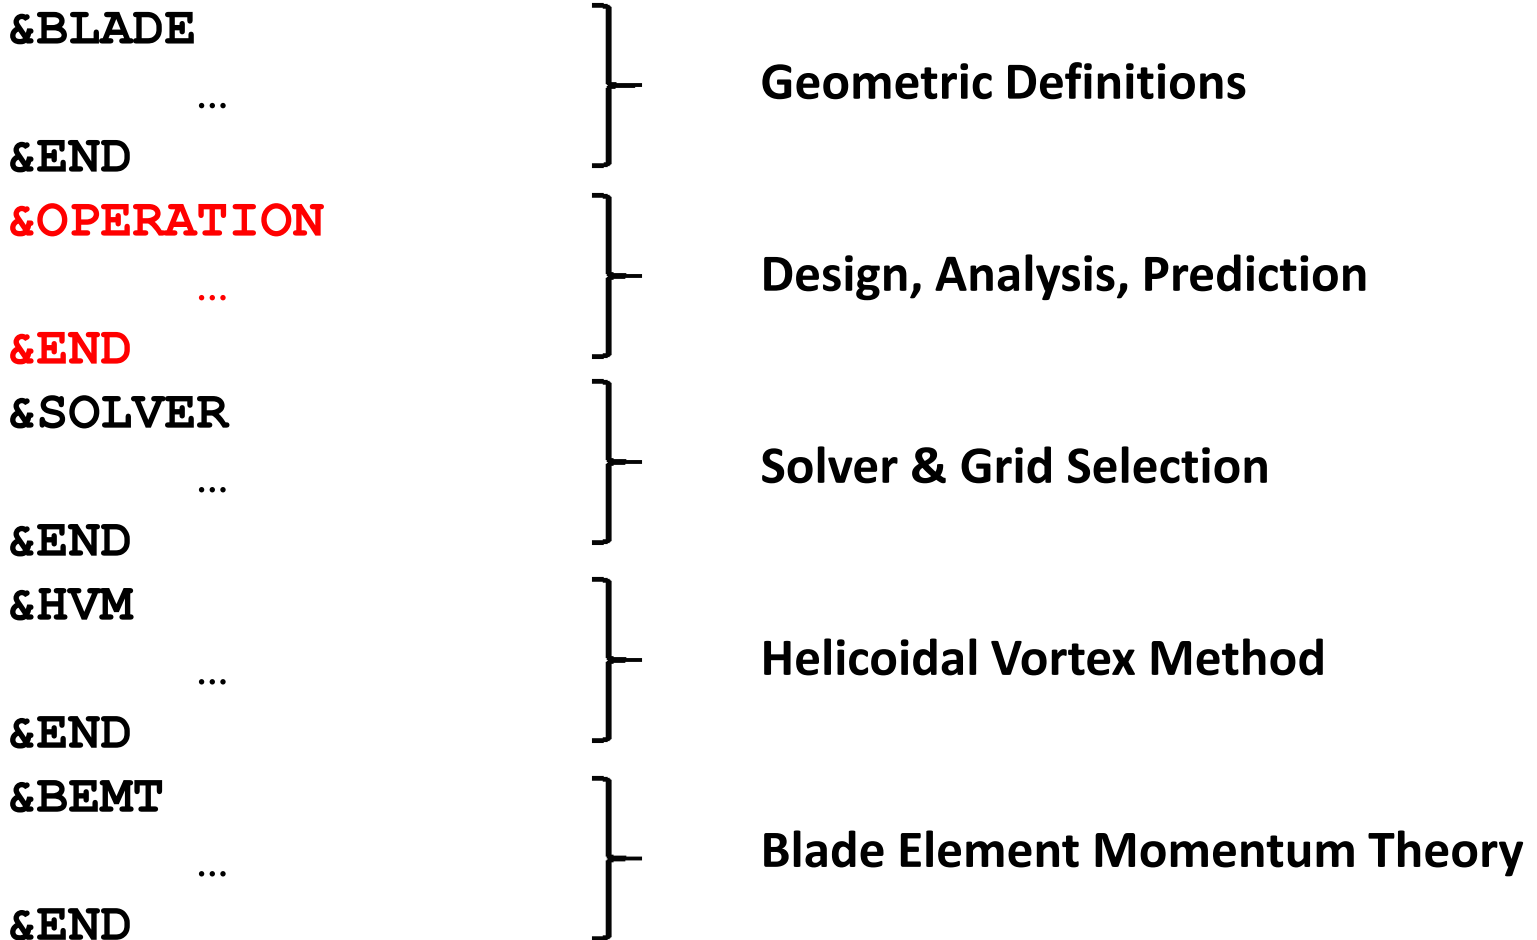 &BLADE
Geometric Definitions
...
&END
&OPERATION
Design, Analysis, Prediction
...
&END
&SOLVER
Solver & Grid Selection
...
&END
&HVM
Helicoidal Vortex Method
...
&END
&BEMT
Blade Element Momentum Theory
...
&END